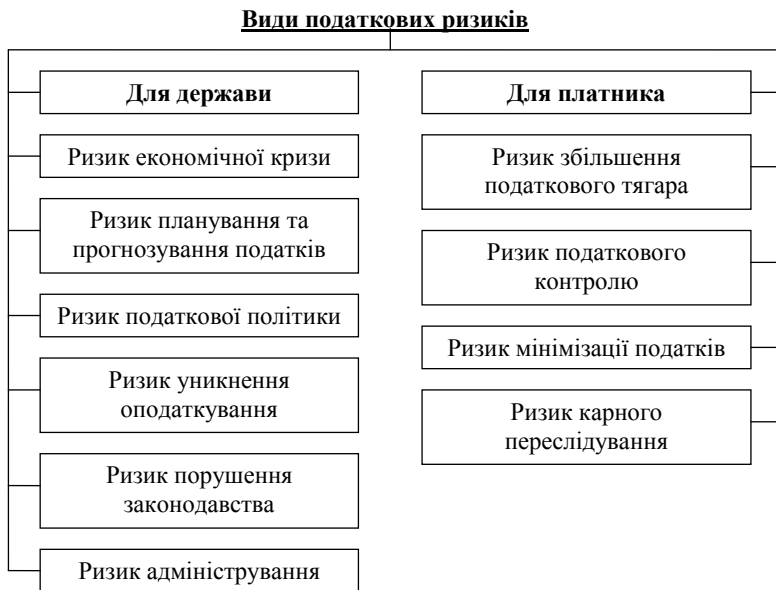 Види податкових ризиків
Для держави
Ризик економічної кризи
Ризик планування та
прогнозування податків
Ризик податкової політики
Ризик уникнення
оподаткування
Ризик порушення
законодавства
Ризик адміністрування
Для платника
Ризик збільшення
податкового тягара
Ризик податкового
контролю
Ризик мінімізації податків
Ризик карного
переслідування